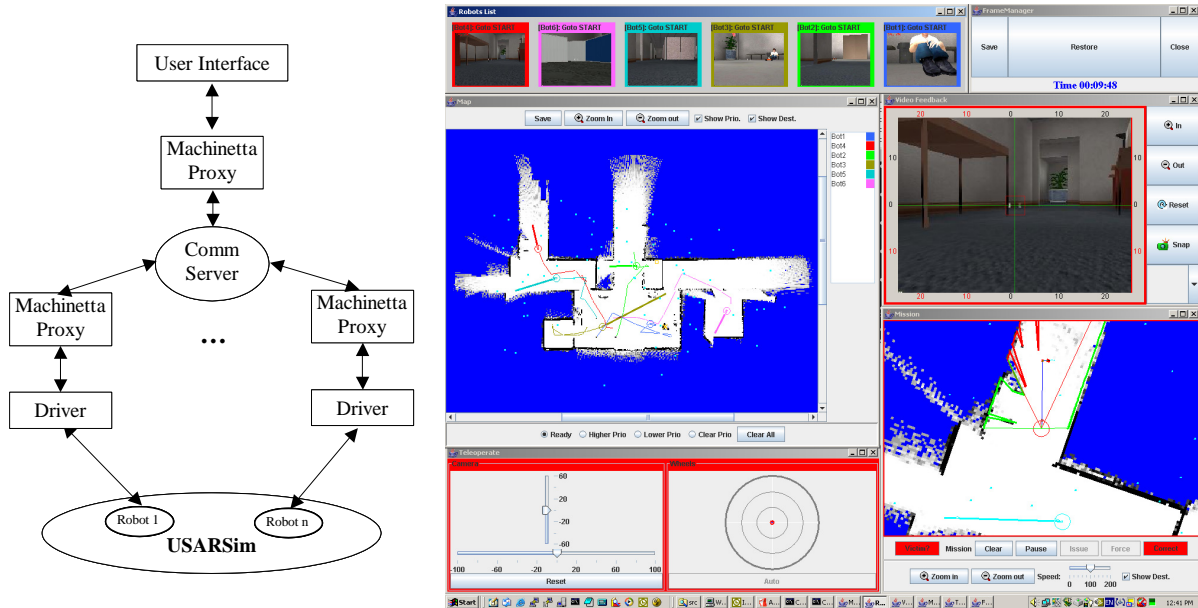 User Interface
Machinetta
Proxy
Comm
Server
Machinetta
Proxy
Machinetta
Proxy
...
Driver
Driver
Robot 1
Robot n
USARSim
Robots List
[Bot6]: Goto START
[Bot5]: Goto START
[Bot3]: Goto START
[Bot2]: Goto START
[Bot1]: Goto START
FrameManager
Save
Restore
Close
Time 00:09:48
Map
Save
Zoom In
Zoom out
Show Prio.
Show Dest.
Bot1
Bot4
Bot2
Bot3
Bot5
Bot6
Ready
Higher Prio
Lower Prio
Clear Prio
Clear All
Video Feedback
20
10
0
10
20
10
10
0
0
10
10
20
10
0
10
20
In
Out
Reset
Snap
Teleoperate
Camera
Wheels
60
20
-20
-60
-100
-60
-20
20
60
100
Reset
Auto
Mission
Victim?
Mission
Clear
Pause
Issue
Force
Zoom in
Zoom out
Speed:
0
100
200
Show Dest.
Start
src
12:41 PM